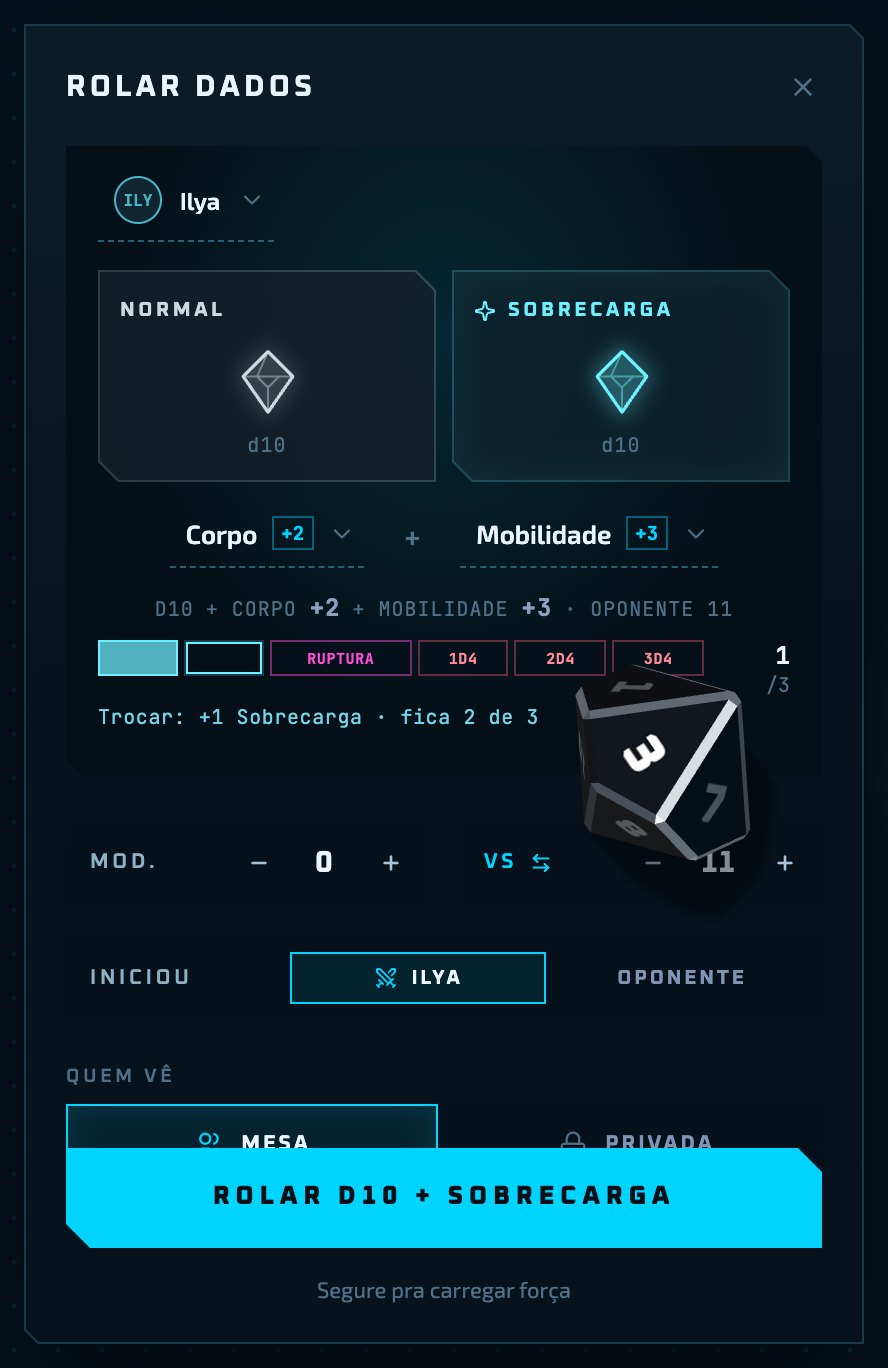 ROLAR DADOS
ILY Ilya
NORMAL
SOBRECARGA
d10
d10
Corpo +2 + Mobilidade +3
D10 + CORPO +2 + MOBILIDADE +3 · OPONENTE 11
RUPTURA 1D4 2D4 3D4 1
/3
Trocar: +1 Sobrecarga · fica 2 de 3
1
3
7
8
MOD. − 0 + VS − 11 +
INICIOU ILYA OPONENTE
QUEM VÊ
MESA PRIVADA
ROLAR D10 + SOBRECARGA
Segure pra carregar força